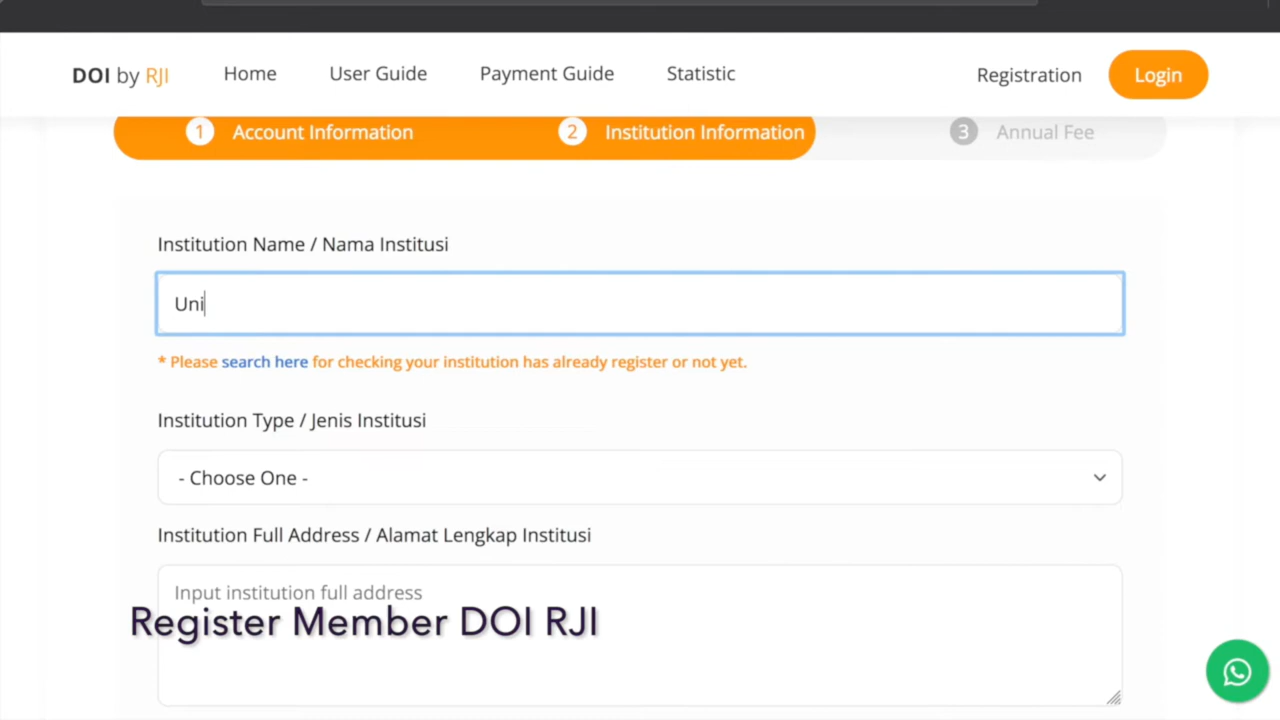 DOI by RJI Home User Guide Payment Guide Statistic Registration Login
1 Account Information 2 Institution Information 3 Annual Fee
Institution Name / Nama Institusi
Uni
* Please search here for checking your institution has already register or not yet.
Institution Type / Jenis Institusi
- Choose One -
Institution Full Address / Alamat Lengkap Institusi
Input institution full address
Register Member DOI RJI